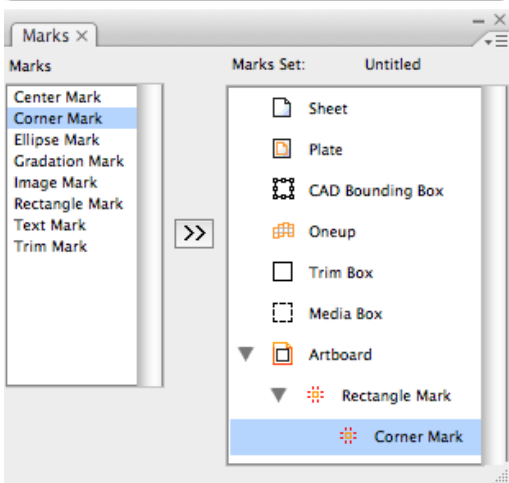 Marks
Marks
Marks Set: Untitled
Center Mark
Corner Mark
Ellipse Mark
Gradation Mark
Image Mark
Rectangle Mark
Text Mark
Trim Mark
>>
Sheet
Plate
CAD Bounding Box
Oneup
Trim Box
Media Box
Artboard
Rectangle Mark
Corner Mark